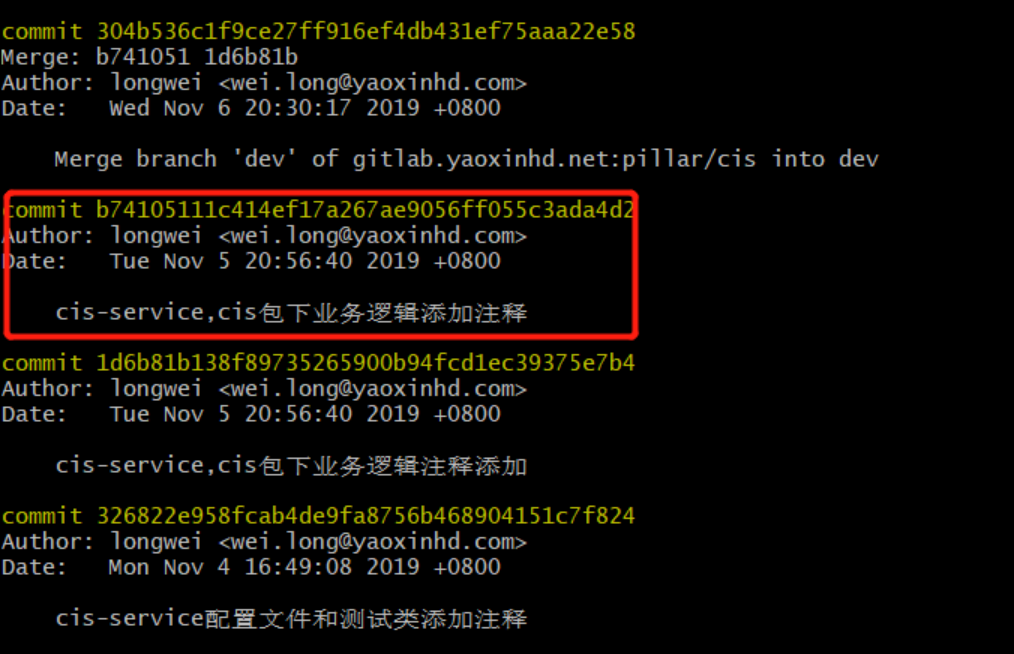 commit 304b536c1f9ce27ff916ef4db431ef75aaa22e58
Merge: b741051 1d6b81b
Author: longwei <wei.long@yaoxinhd.com>
Date:   Wed Nov 6 20:30:17 2019 +0800
Merge branch 'dev' of gitlab.yaoxinhd.net:pillar/cis into dev
commit b74105111c414ef17a267ae9056ff055c3ada4d2
Author: longwei <wei.long@yaoxinhd.com>
Date:   Tue Nov 5 20:56:40 2019 +0800
cis-service,cis包下业务逻辑添加注释
commit 1d6b81b138f89735265900b94fcd1ec39375e7b4
Author: longwei <wei.long@yaoxinhd.com>
Date:   Tue Nov 5 20:56:40 2019 +0800
cis-service,cis包下业务逻辑注释添加
commit 326822e958fcab4de9fa8756b468904151c7f824
Author: longwei <wei.long@yaoxinhd.com>
Date:   Mon Nov 4 16:49:08 2019 +0800
cis-service配置文件和测试类添加注释